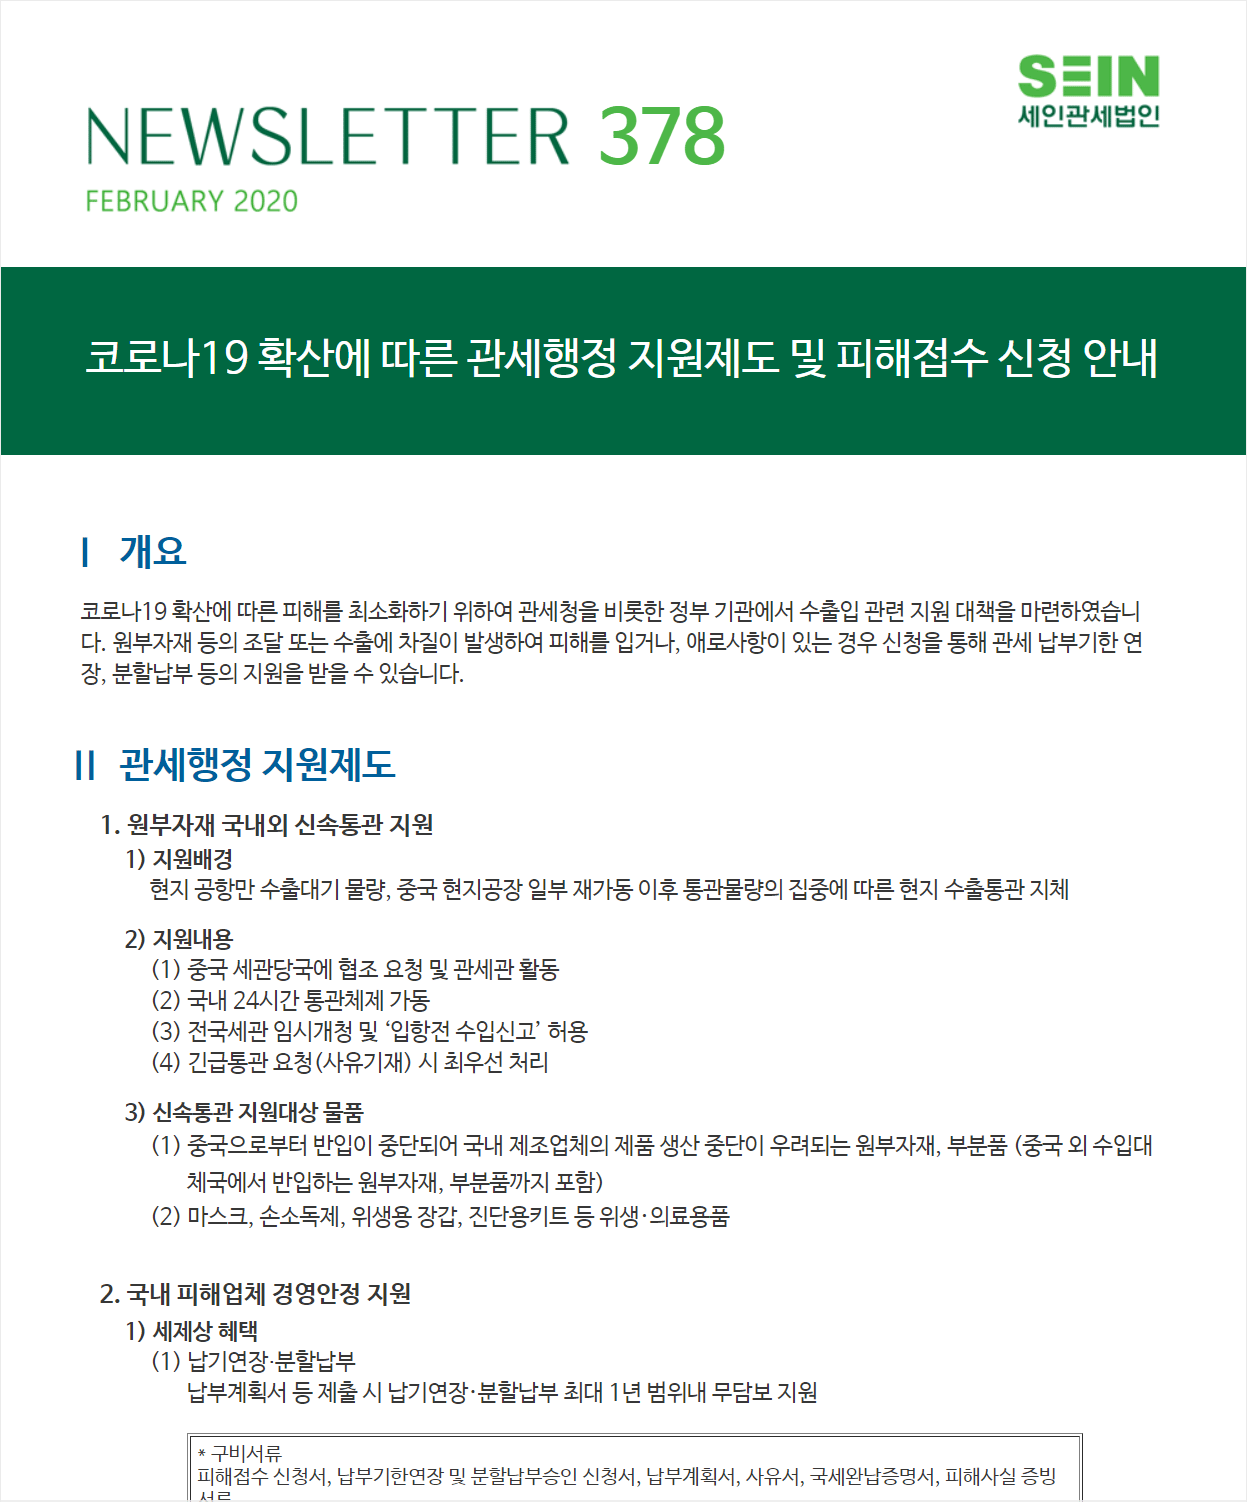 SEIN
세인관세법인
NEWSLETTER 378
FEBRUARY 2020
코로나19 확산에 따른 관세행정 지원제도 및 피해접수 신청 안내
I 개요
코로나19 확산에 따른 피해를 최소화하기 위하여 관세청을 비롯한 정부 기관에서 수출입 관련 지원 대책을 마련하였습니
다. 원부자재 등의 조달 또는 수출에 차질이 발생하여 피해를 입거나, 애로사항이 있는 경우 신청을 통해 관세 납부기한 연
장, 분할납부 등의 지원을 받을 수 있습니다.
II 관세행정 지원제도
1. 원부자재 국내외 신속통관 지원
1) 지원배경
현지 공항만 수출대기 물량, 중국 현지공장 일부 재가동 이후 통관물량의 집중에 따른 현지 수출통관 지체
2) 지원내용
(1) 중국 세관당국에 협조 요청 및 관세관 활동
(2) 국내 24시간 통관체제 가동
(3) 전국세관 임시개청 및 ‘입항전 수입신고’ 허용
(4) 긴급통관 요청(사유기재) 시 최우선 처리
3) 신속통관 지원대상 물품
(1) 중국으로부터 반입이 중단되어 국내 제조업체의 제품 생산 중단이 우려되는 원부자재, 부분품 (중국 외 수입대
체국에서 반입하는 원부자재, 부분품까지 포함)
(2) 마스크, 손소독제, 위생용 장갑, 진단용키트 등 위생·의료용품
2. 국내 피해업체 경영안정 지원
1) 세제상 혜택
(1) 납기연장·분할납부
납부계획서 등 제출 시 납기연장·분할납부 최대 1년 범위내 무담보 지원
* 구비서류
피해접수 신청서, 납부기한연장 및 분할납부승인 신청서, 납부계획서, 사유서, 국세완납증명서, 피해사실 증빙
서류